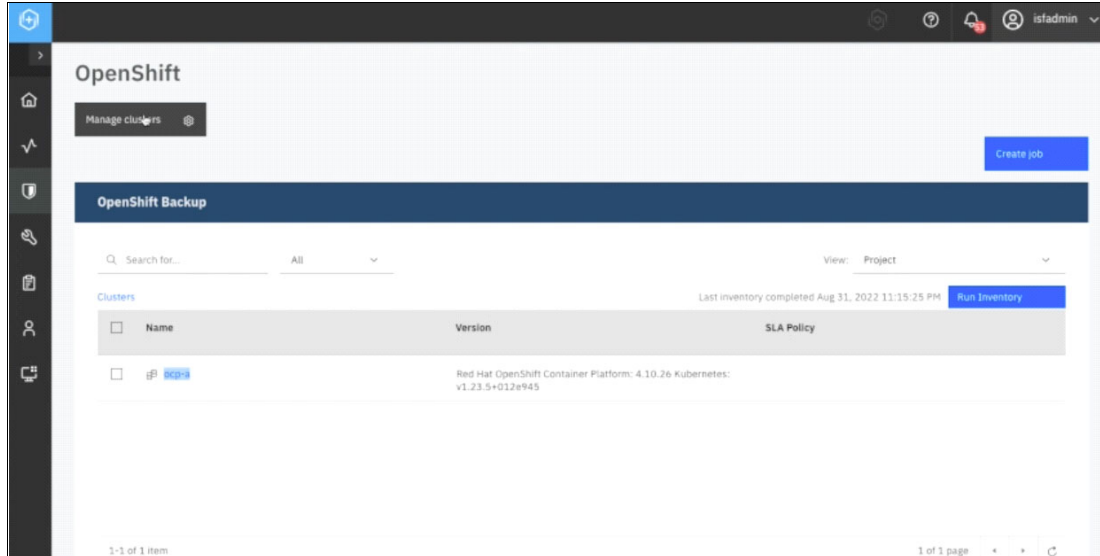 53
isfadmin
OpenShift
Manage clusters
Create job
OpenShift Backup
Search for...
All
View: Project
Clusters
Last inventory completed Aug 31, 2022 11:15:25 PM
Run Inventory
Name Version SLA Policy
ocp-a
Red Hat OpenShift Container Platform: 4.10.26 Kubernetes:
v1.23.5+012e945
1-1 of 1 item
1 of 1 page